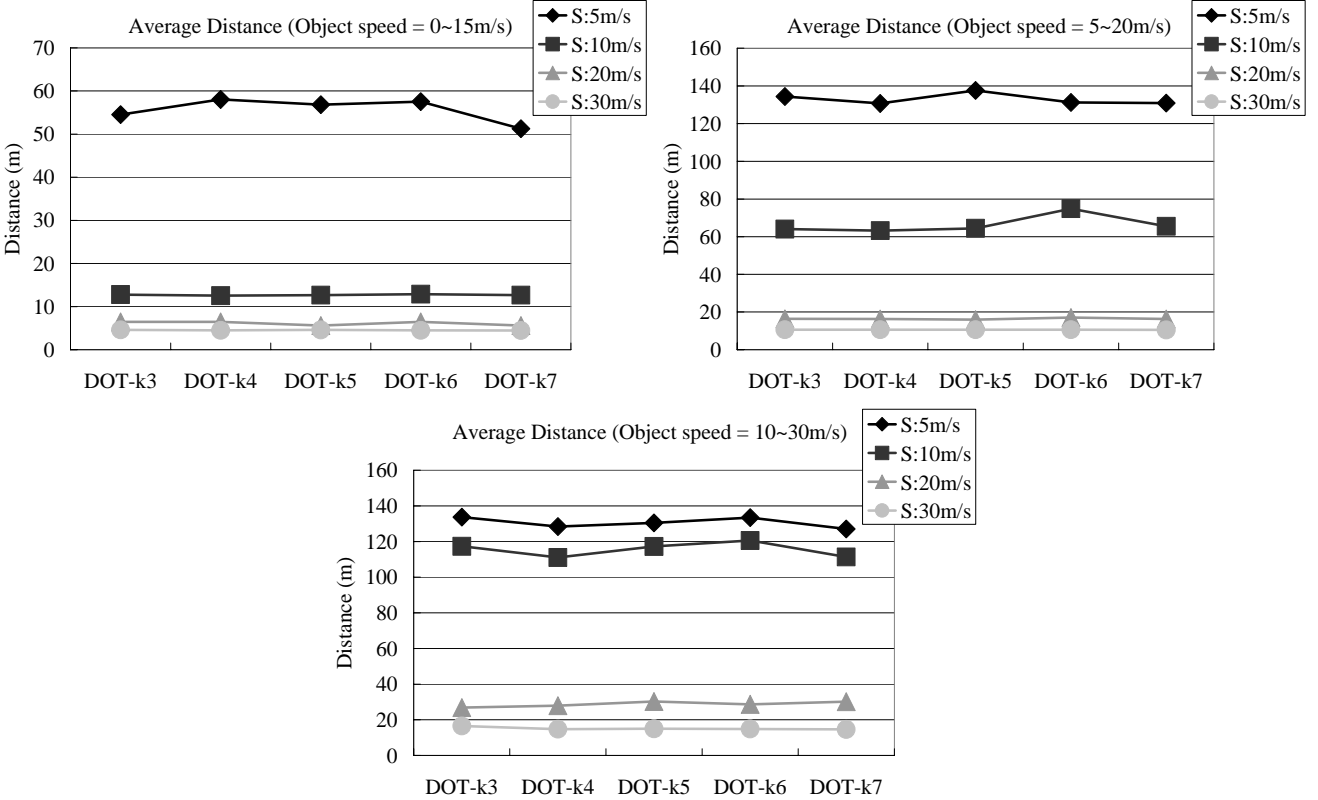 Average Distance (Object speed = 0~15m/s)
S:5m/s
S:10m/s
S:20m/s
S:30m/s
70
60
50
40
30
20
10
0
Distance (m)
DOT-k3 DOT-k4 DOT-k5 DOT-k6 DOT-k7
Average Distance (Object speed = 5~20m/s)
S:5m/s
S:10m/s
S:20m/s
S:30m/s
160
140
120
100
80
60
40
20
0
Distance (m)
DOT-k3 DOT-k4 DOT-k5 DOT-k6 DOT-k7
Average Distance (Object speed = 10~30m/s)
S:5m/s
S:10m/s
S:20m/s
S:30m/s
160
140
120
100
80
60
40
20
0
Distance (m)
DOT-k3 DOT-k4 DOT-k5 DOT-k6 DOT-k7